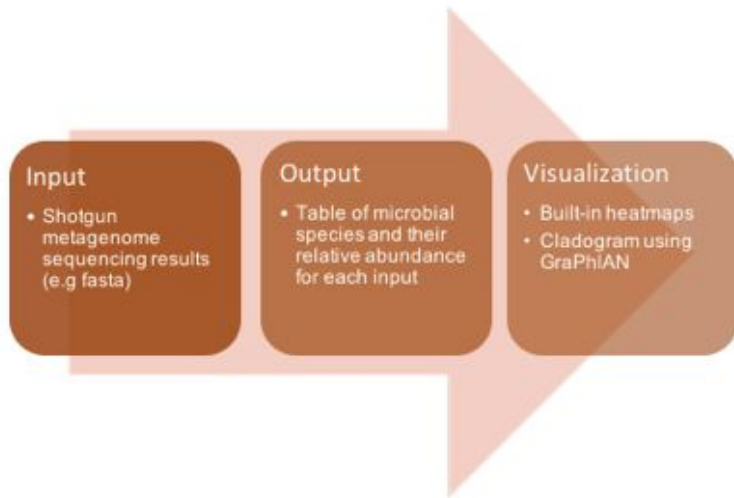 Input
• Shotgun
metagenome
sequencing results
(e.g fasta)
Output
• Table of microbial
species and their
relative abundance
for each input
Visualization
• Built-in heatmaps
• Cladogram using
GraPhlAN